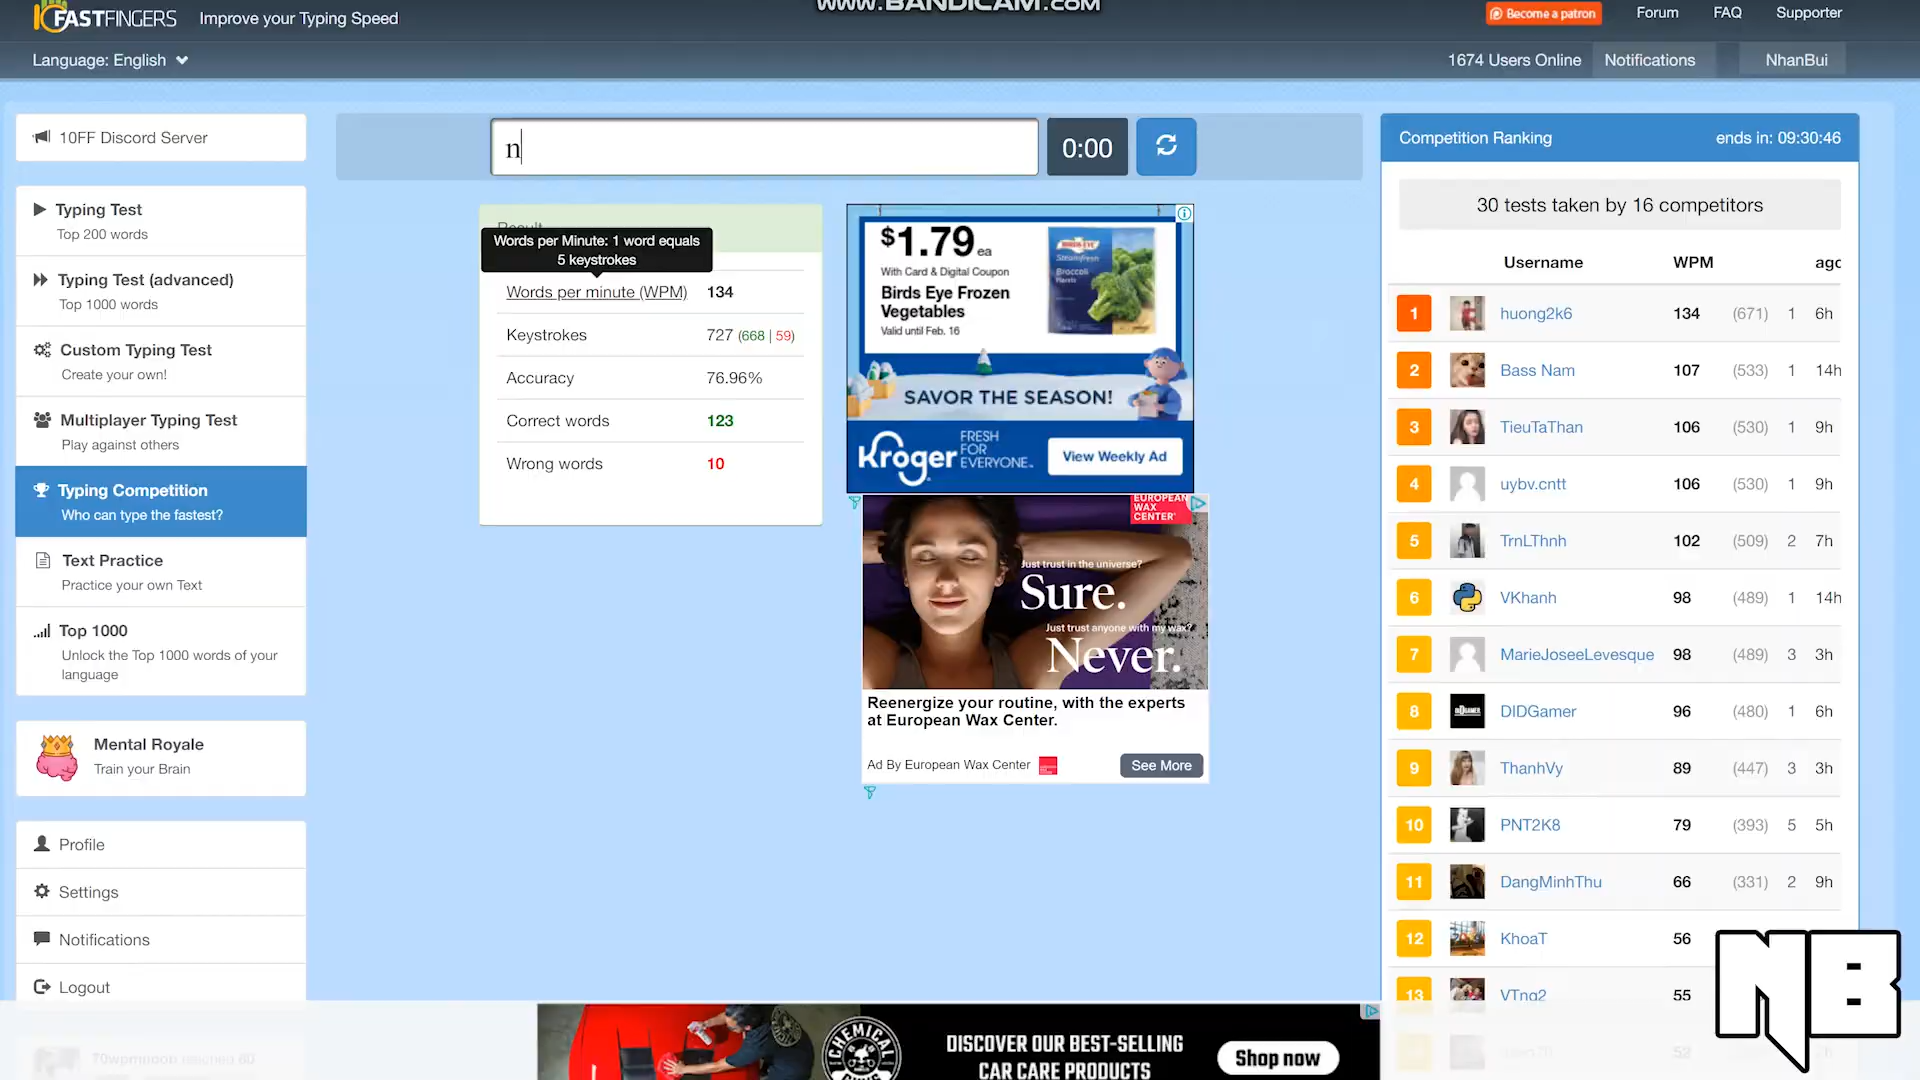 WWW.BANDICAM.COM
10FASTFINGERS Improve your Typing Speed
Become a patron Forum FAQ Supporter
Language: English
1674 Users Online Notifications NhanBui
10FF Discord Server
Typing Test
Top 200 words
Typing Test (advanced)
Top 1000 words
Custom Typing Test
Create your own!
Multiplayer Typing Test
Play against others
Typing Competition
Who can type the fastest?
Text Practice
Practice your own Text
Top 1000
Unlock the Top 1000 words of your
language
Mental Royale
Train your Brain
Profile
Settings
Notifications
Logout
n
0:00
Result
Words per Minute: 1 word equals
5 keystrokes
Words per minute (WPM) 134
Keystrokes 727 (668 | 59)
Accuracy 76.96%
Correct words 123
Wrong words 10
$1.79 ea
With Card & Digital Coupon
Birds Eye Frozen
Vegetables
Valid until Feb. 16
BIRDS EYE
Steamfresh
Broccoli
Florets
SAVOR THE SEASON!
Kroger FRESH
FOR
EVERYONE
View Weekly Ad
EUROPEAN
WAX
CENTER
Just trust in the universe?
Sure.
Just trust anyone with my wax?
Never.
Reenergize your routine, with the experts
at European Wax Center.
Ad By European Wax Center
See More
Competition Ranking ends in: 09:30:46
30 tests taken by 16 competitors
Username WPM ago
1 huong2k6 134 (671) 1 6h
2 Bass Nam 107 (533) 1 14h
3 TieuTaThan 106 (530) 1 9h
4 uybv.cntt 106 (530) 1 9h
5 TrnLThnh 102 (509) 2 7h
6 VKhanh 98 (489) 1 14h
7 MarieJoseeLevesque 98 (489) 3 3h
8 DIDGamer 96 (480) 1 6h
9 ThanhVy 89 (447) 3 3h
10 PNT2K8 79 (393) 5 5h
11 DangMinhThu 66 (331) 2 9h
12 KhoaT 56
13 VTng2 55
52
NB
CHEMICAL
GUYS
DISCOVER OUR BEST-SELLING
CAR CARE PRODUCTS
Shop now